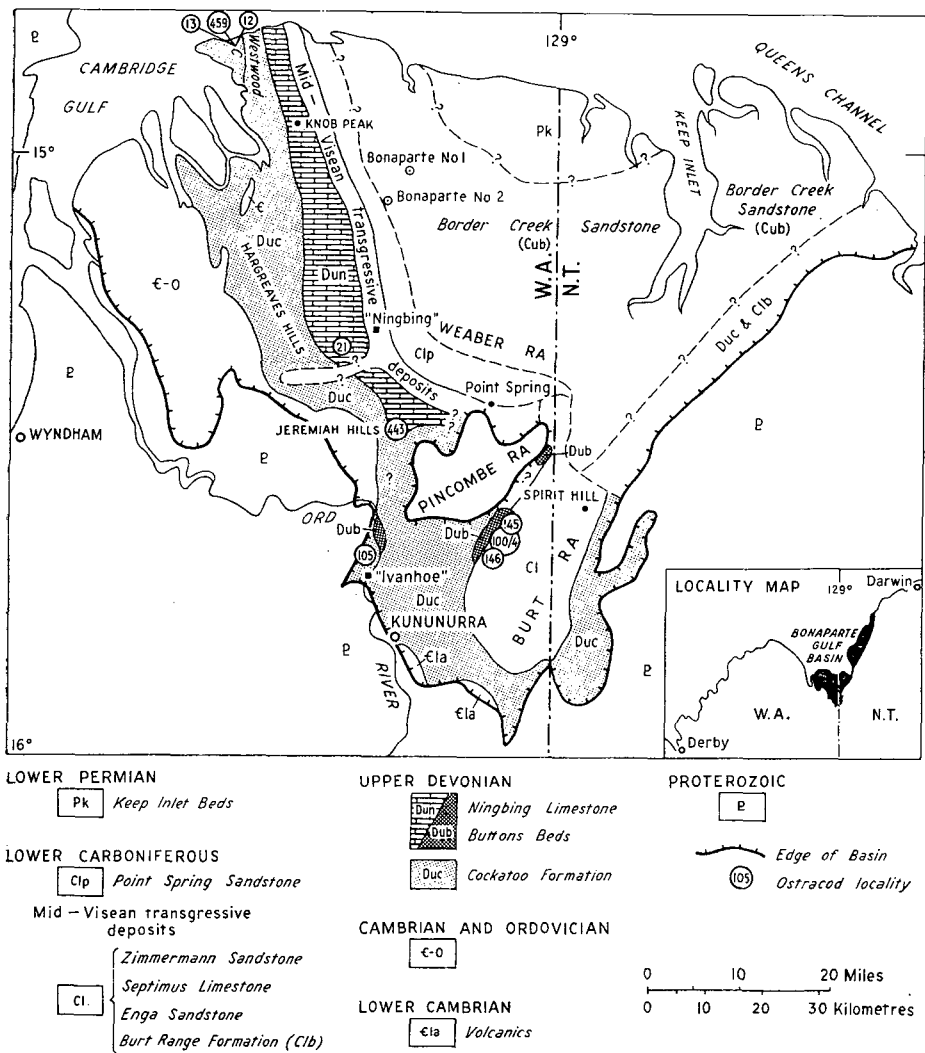 13
459
12
129°
P
CAMBRIDGE
GULF
Westwood
Mid-
Visean
transgressive
deposits
QUEENS CHANNEL
KNOB PEAK
Pk
KEEP INLET
15°
Bonaparte No 1
Bonaparte No 2
?
Border Creek
(Cub)
Sandstone
Border Creek
Sandstone
(Cub)
Є
Duc
HARGREAVES HILLS
Dun
Є-O
W.A.
N.T.
"Ningbing"
WEABER RA
Duc & Clb
21
Clp
P
Point Spring
Duc
JEREMIAH HILLS
443
WYNDHAM
P
P
Dub
PINCOMBE RA
SPIRIT HILL
ORD
RIVER
Dub
Dub
145
100/4
146
105
"Ivanhoe"
Cl
BURT RA
Duc
KUNUNURRA
Duc
P
P
Єla
Єla
16°
LOCALITY MAP
129°
Darwin
BONAPARTE
GULF
BASIN
W.A.
N.T.
Derby
LOWER PERMIAN
Pk Keep Inlet Beds
LOWER CARBONIFEROUS
Clp Point Spring Sandstone
Mid-Visean transgressive
deposits
Zimmermann Sandstone
Septimus Limestone
Cl.
Enga Sandstone
Burt Range Formation (Clb)
UPPER DEVONIAN
Dun Ningbing Limestone
Dub Buttons Beds
Duc Cockatoo Formation
CAMBRIAN AND ORDOVICIAN
Є-O
LOWER CAMBRIAN
Єla Volcanics
PROTEROZOIC
P
Edge of Basin
105 Ostracod locality
0 10 20 Miles
0 10 20 30 Kilometres